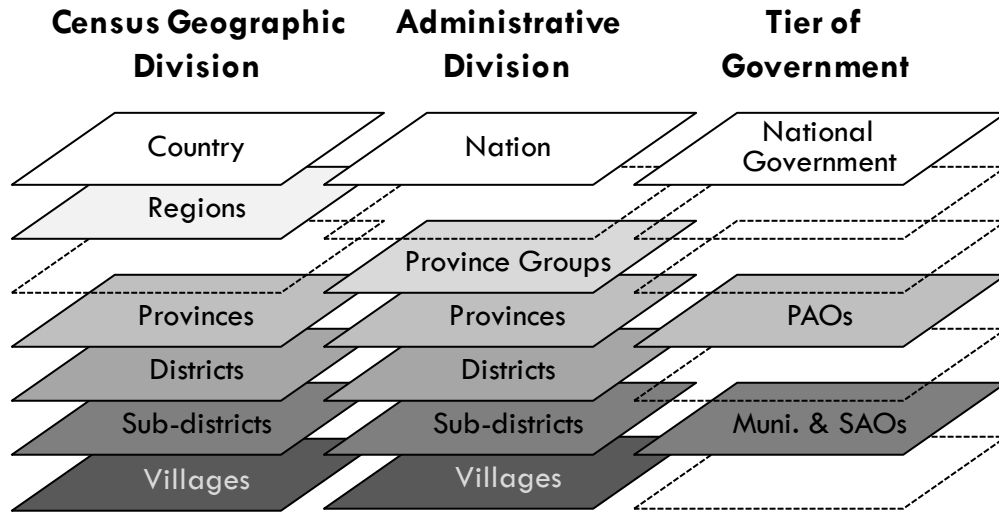 Census Geographic
Division
Administrative
Division
Tier of
Government
Country
Nation
National
Government
Regions
Province Groups
Provinces
Provinces
PAOs
Districts
Districts
Sub-districts
Sub-districts
Muni. & SAOs
Villages
Villages